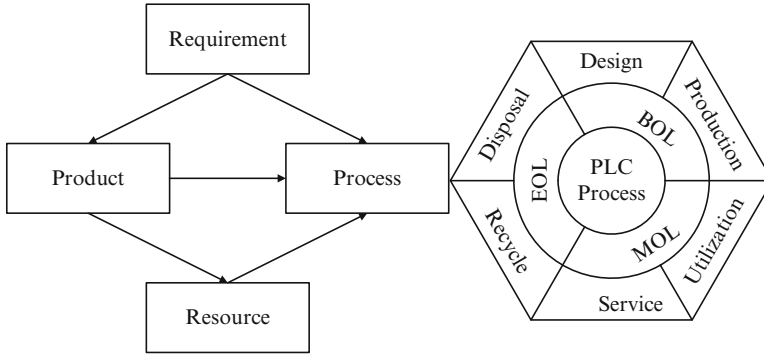 Requirement
Product
Process
Resource
Design
Production
Utilization
Service
Recycle
Disposal
BOL
MOL
EOL
PLC
Process